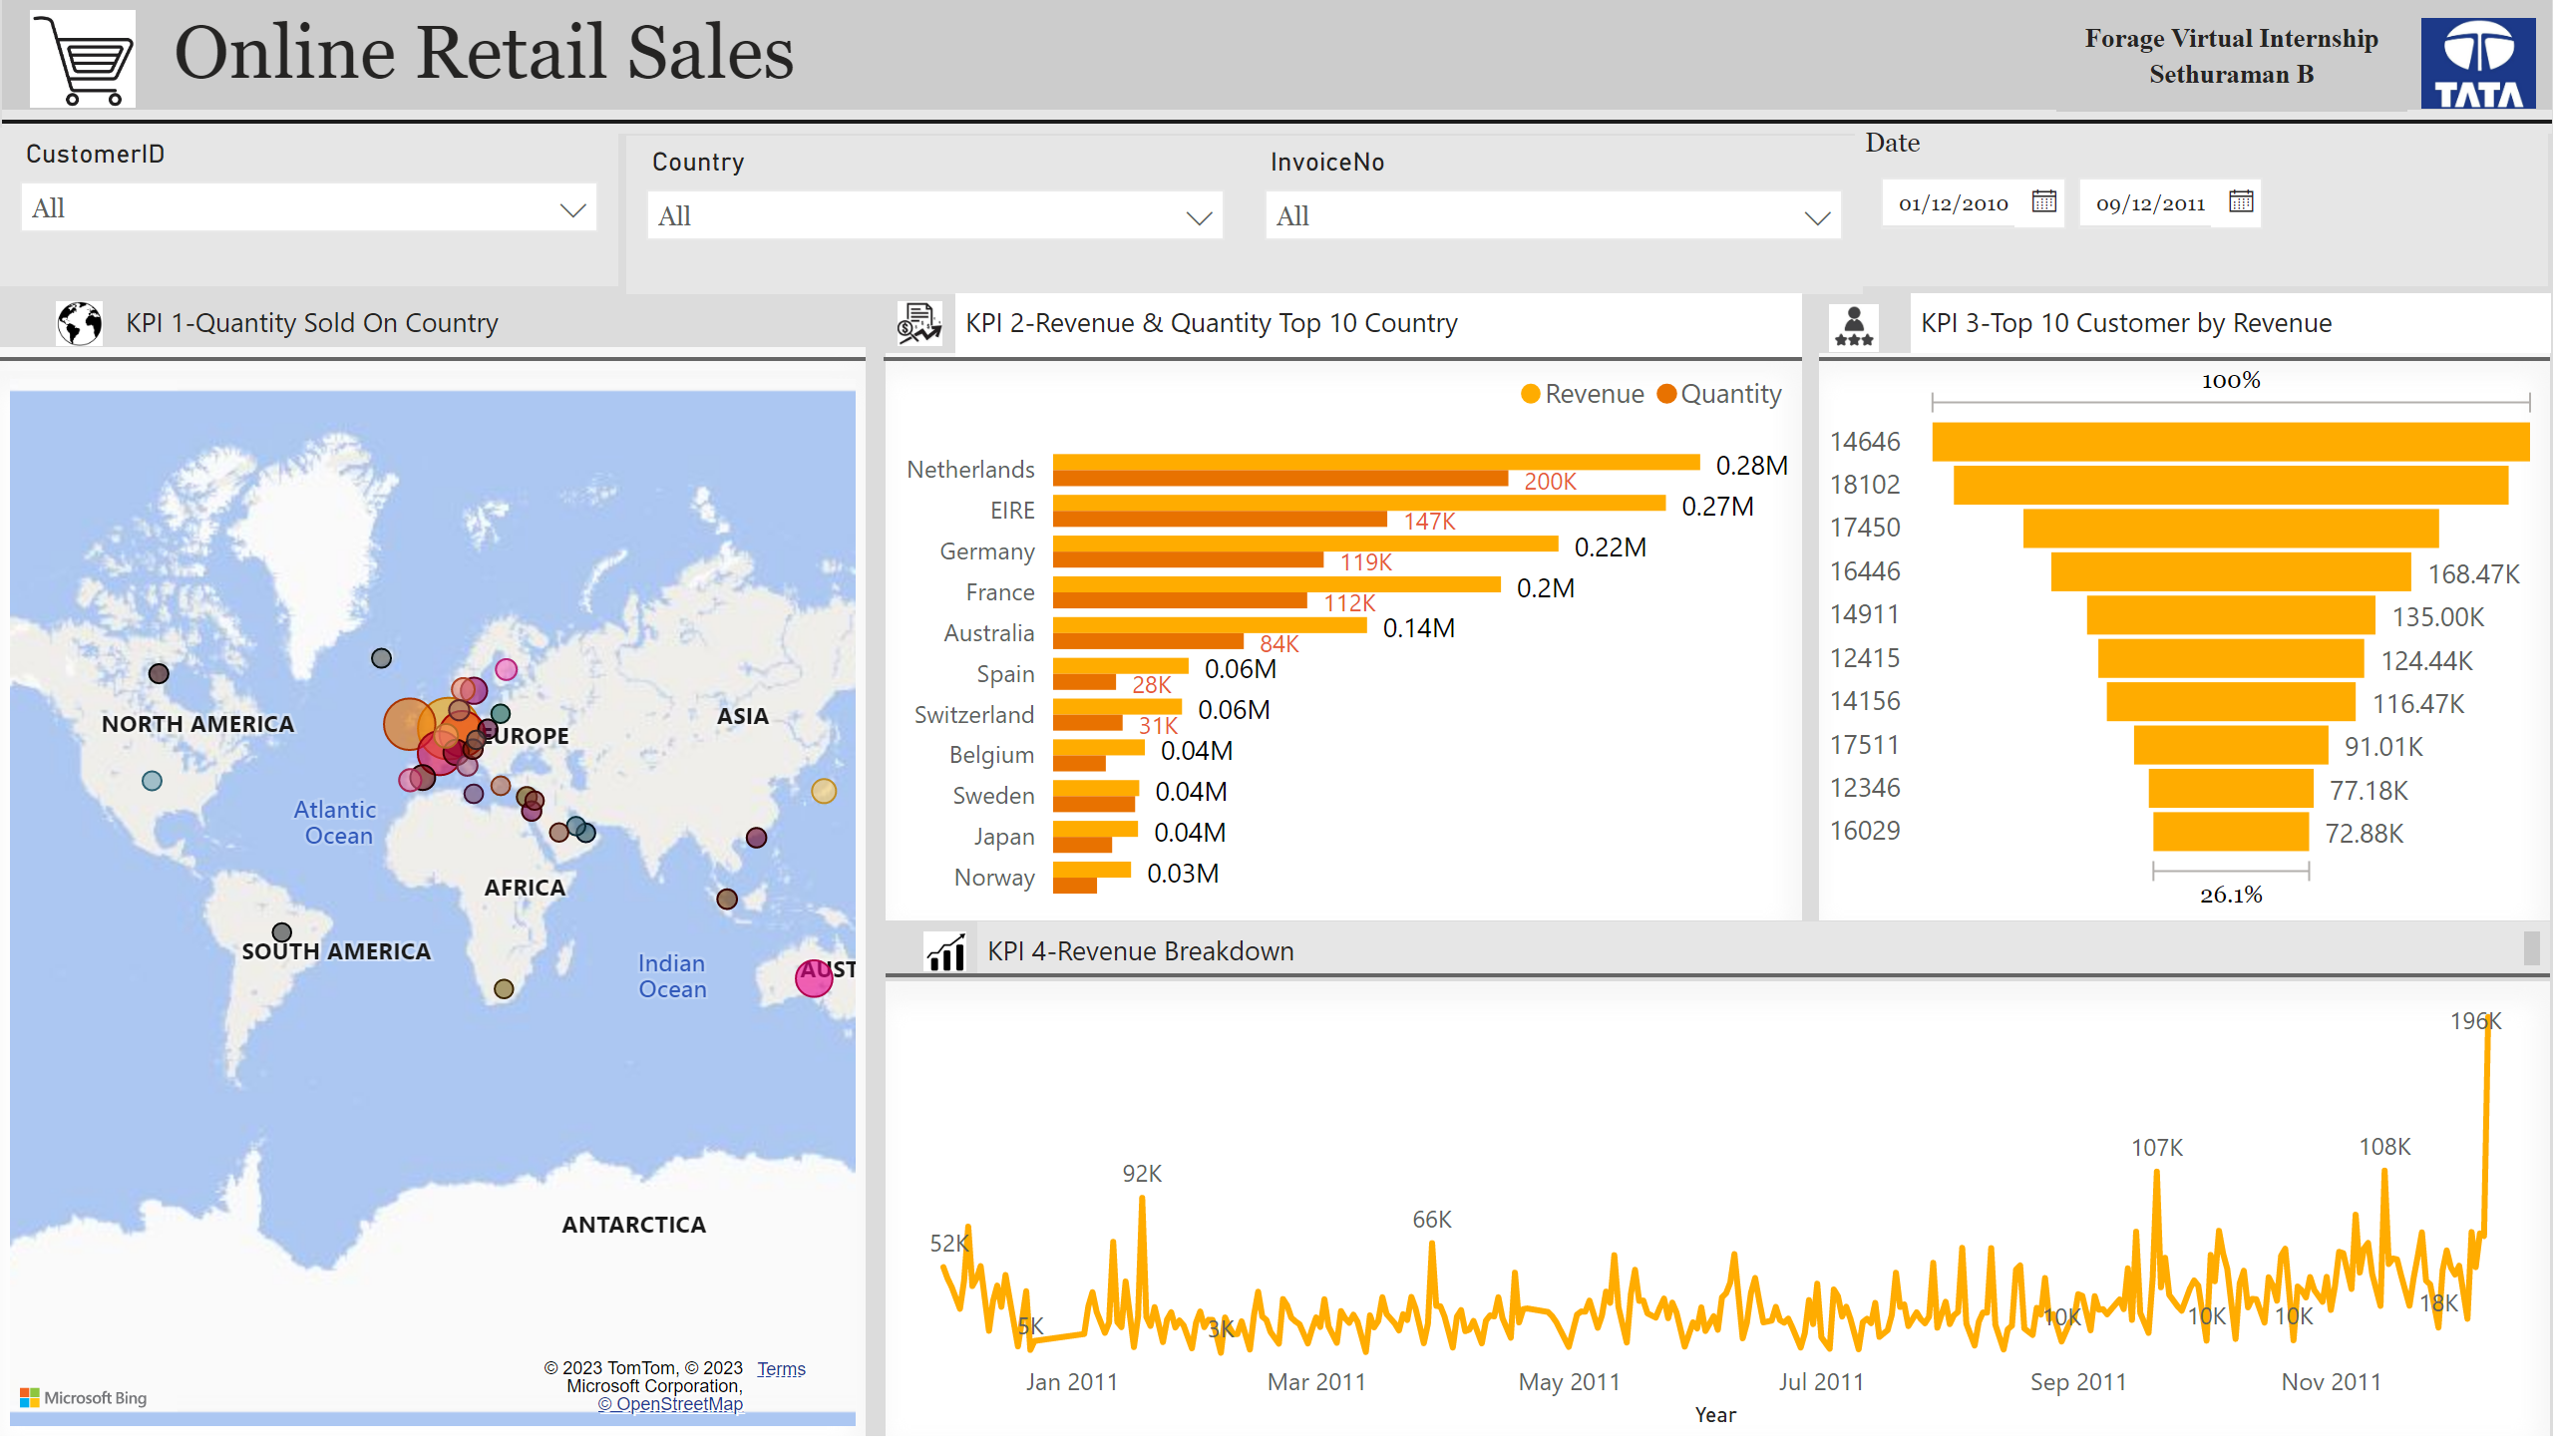 Online Retail Sales
Forage Virtual Internship
Sethuraman B
TATA
CustomerID
All
Country
All
InvoiceNo
All
Date
01/12/2010
09/12/2011
KPI 1-Quantity Sold On Country
NORTH AMERICA
EUROPE
ASIA
Atlantic
Ocean
AFRICA
SOUTH AMERICA
Indian
Ocean
AUST
ANTARCTICA
© 2023 TomTom, © 2023
Microsoft Corporation,
© OpenStreetMap
Terms
Microsoft Bing
KPI 2-Revenue & Quantity Top 10 Country
Revenue Quantity
Netherlands 0.28M
200K
EIRE 0.27M
147K
Germany 0.22M
119K
France 0.2M
112K
Australia 0.14M
84K
Spain 0.06M
28K
Switzerland 0.06M
31K
Belgium 0.04M
Sweden 0.04M
Japan 0.04M
Norway 0.03M
KPI 3-Top 10 Customer by Revenue
100%
14646
18102
17450
16446 168.47K
14911 135.00K
12415 124.44K
14156 116.47K
17511 91.01K
12346 77.18K
16029 72.88K
26.1%
KPI 4-Revenue Breakdown
52K
5K
92K
3K
66K
10K
107K
10K
10K
108K
18K
196K
Jan 2011
Mar 2011
May 2011
Jul 2011
Sep 2011
Nov 2011
Year